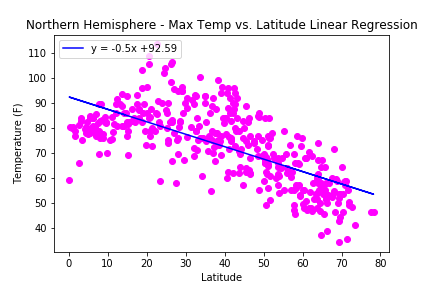 Northern Hemisphere - Max Temp vs. Latitude Linear Regression
y = -0.5x +92.59
110
100
90
80
70
60
50
40
Temperature (F)
0 10 20 30 40 50 60 70 80
Latitude